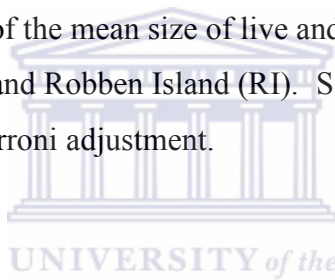 of the mean size of live and
and Robben Island (RI). S
rroni adjustment.
UNIVERSITY of the